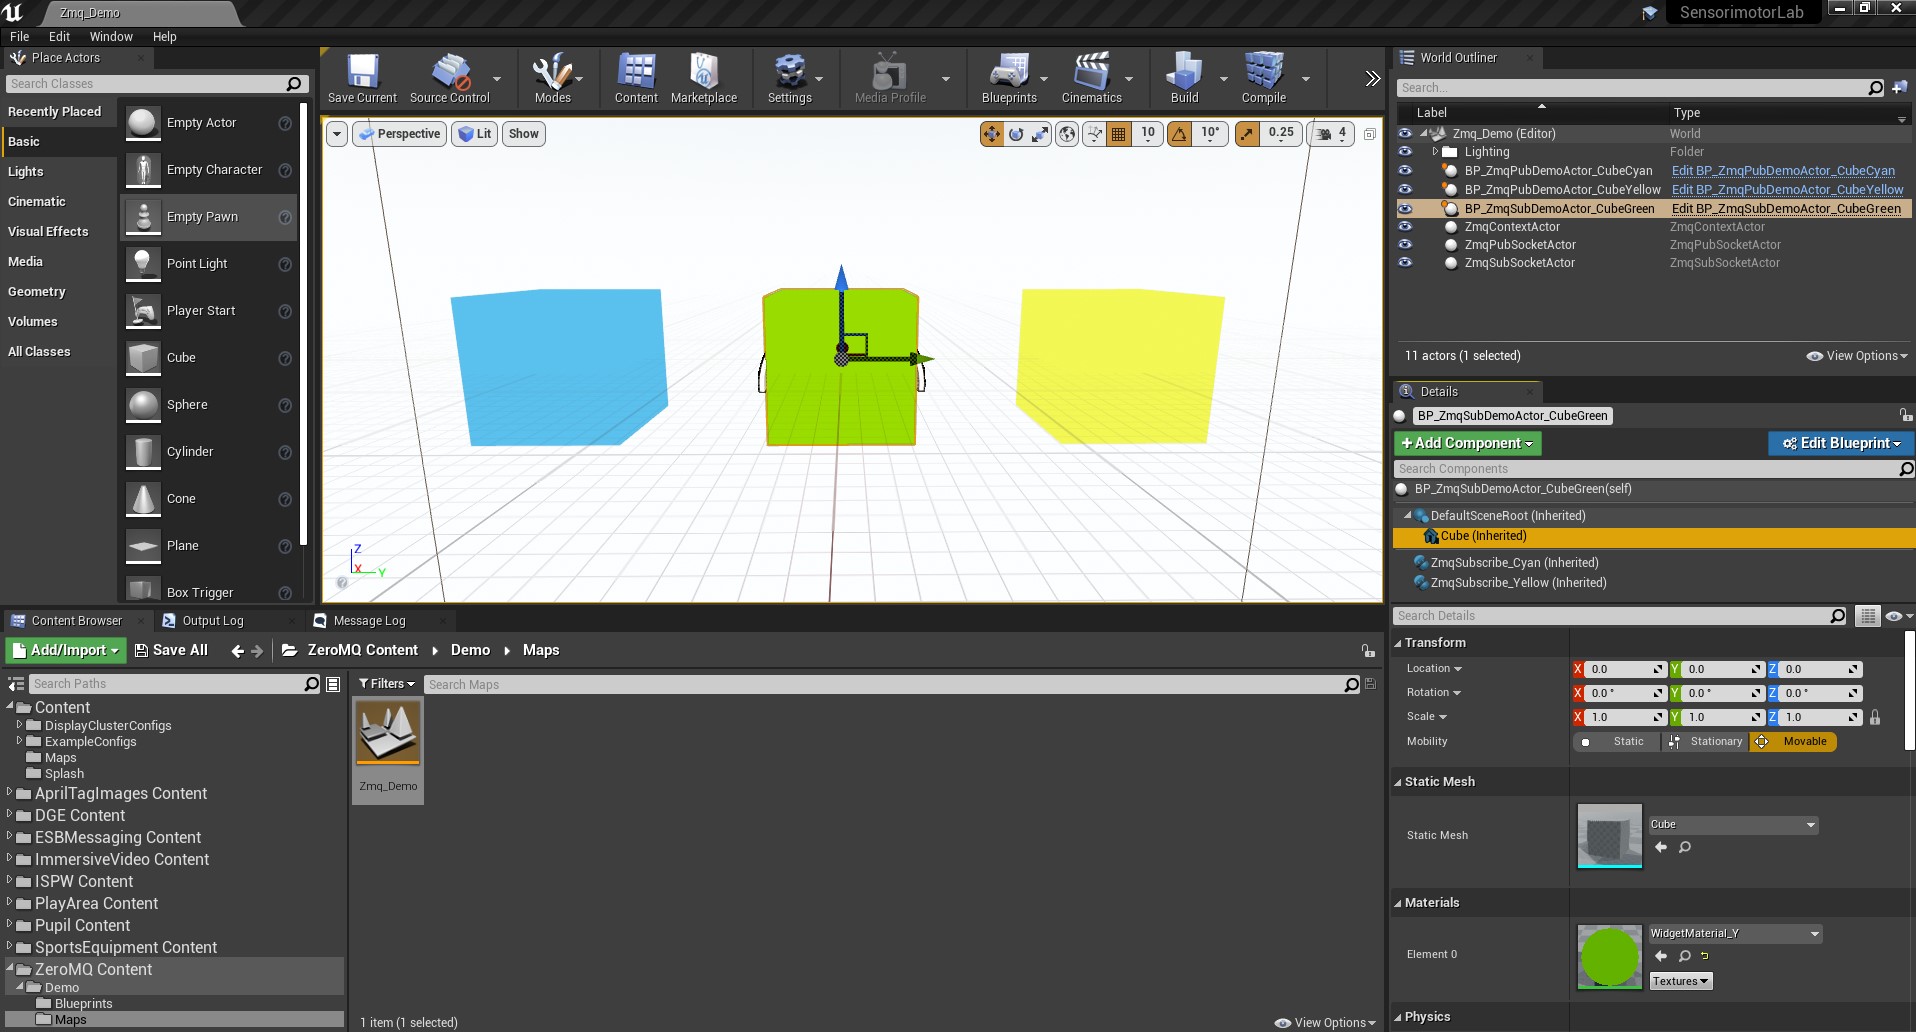 Zmq_Demo
SensorimotorLab
File Edit Window Help
Place Actors
Search Classes
Recently Placed
Basic
Lights
Cinematic
Visual Effects
Media
Geometry
Volumes
All Classes
Empty Actor
Empty Character
Empty Pawn
Point Light
Player Start
Cube
Sphere
Cylinder
Cone
Plane
Box Trigger
Save Current Source Control Modes Content Marketplace Settings Media Profile Blueprints Cinematics Build Compile
Perspective Lit Show
10 10° 0.25 4
Z
X Y
World Outliner
Search...
Label Type
Zmq_Demo (Editor) World
Lighting Folder
BP_ZmqPubDemoActor_CubeCyan Edit BP_ZmqPubDemoActor_CubeCyan
BP_ZmqPubDemoActor_CubeYellow Edit BP_ZmqPubDemoActor_CubeYellow
BP_ZmqSubDemoActor_CubeGreen Edit BP_ZmqSubDemoActor_CubeGreen
ZmqContextActor ZmqContextActor
ZmqPubSocketActor ZmqPubSocketActor
ZmqSubSocketActor ZmqSubSocketActor
11 actors (1 selected) View Options
Details
BP_ZmqSubDemoActor_CubeGreen
+Add Component Edit Blueprint
Search Components
BP_ZmqSubDemoActor_CubeGreen(self)
DefaultSceneRoot (Inherited)
Cube (Inherited)
ZmqSubscribe_Cyan (Inherited)
ZmqSubscribe_Yellow (Inherited)
Search Details
Transform
Location X 0.0 Y 0.0 Z 0.0
Rotation X 0.0 ° Y 0.0 ° Z 0.0 °
Scale X 1.0 Y 1.0 Z 1.0
Mobility Static Stationary Movable
Static Mesh
Static Mesh Cube
Materials
Element 0 WidgetMaterial_Y
Textures
Physics
Content Browser Output Log Message Log
Add/Import Save All ZeroMQ Content Demo Maps
Search Paths
Content
DisplayClusterConfigs
ExampleConfigs
Maps
Splash
AprilTagImages Content
DGE Content
ESBMessaging Content
ImmersiveVideo Content
ISPW Content
PlayArea Content
Pupil Content
SportsEquipment Content
ZeroMQ Content
Demo
Blueprints
Maps
Filters Search Maps
Zmq_Demo
1 item (1 selected) View Options